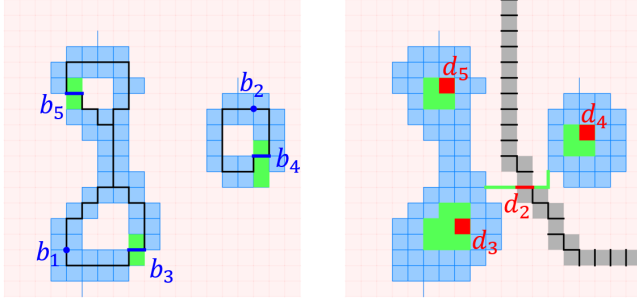 b₅
b₂
b₄
b₁
b₃
d₅
d₄
d₂
d₃